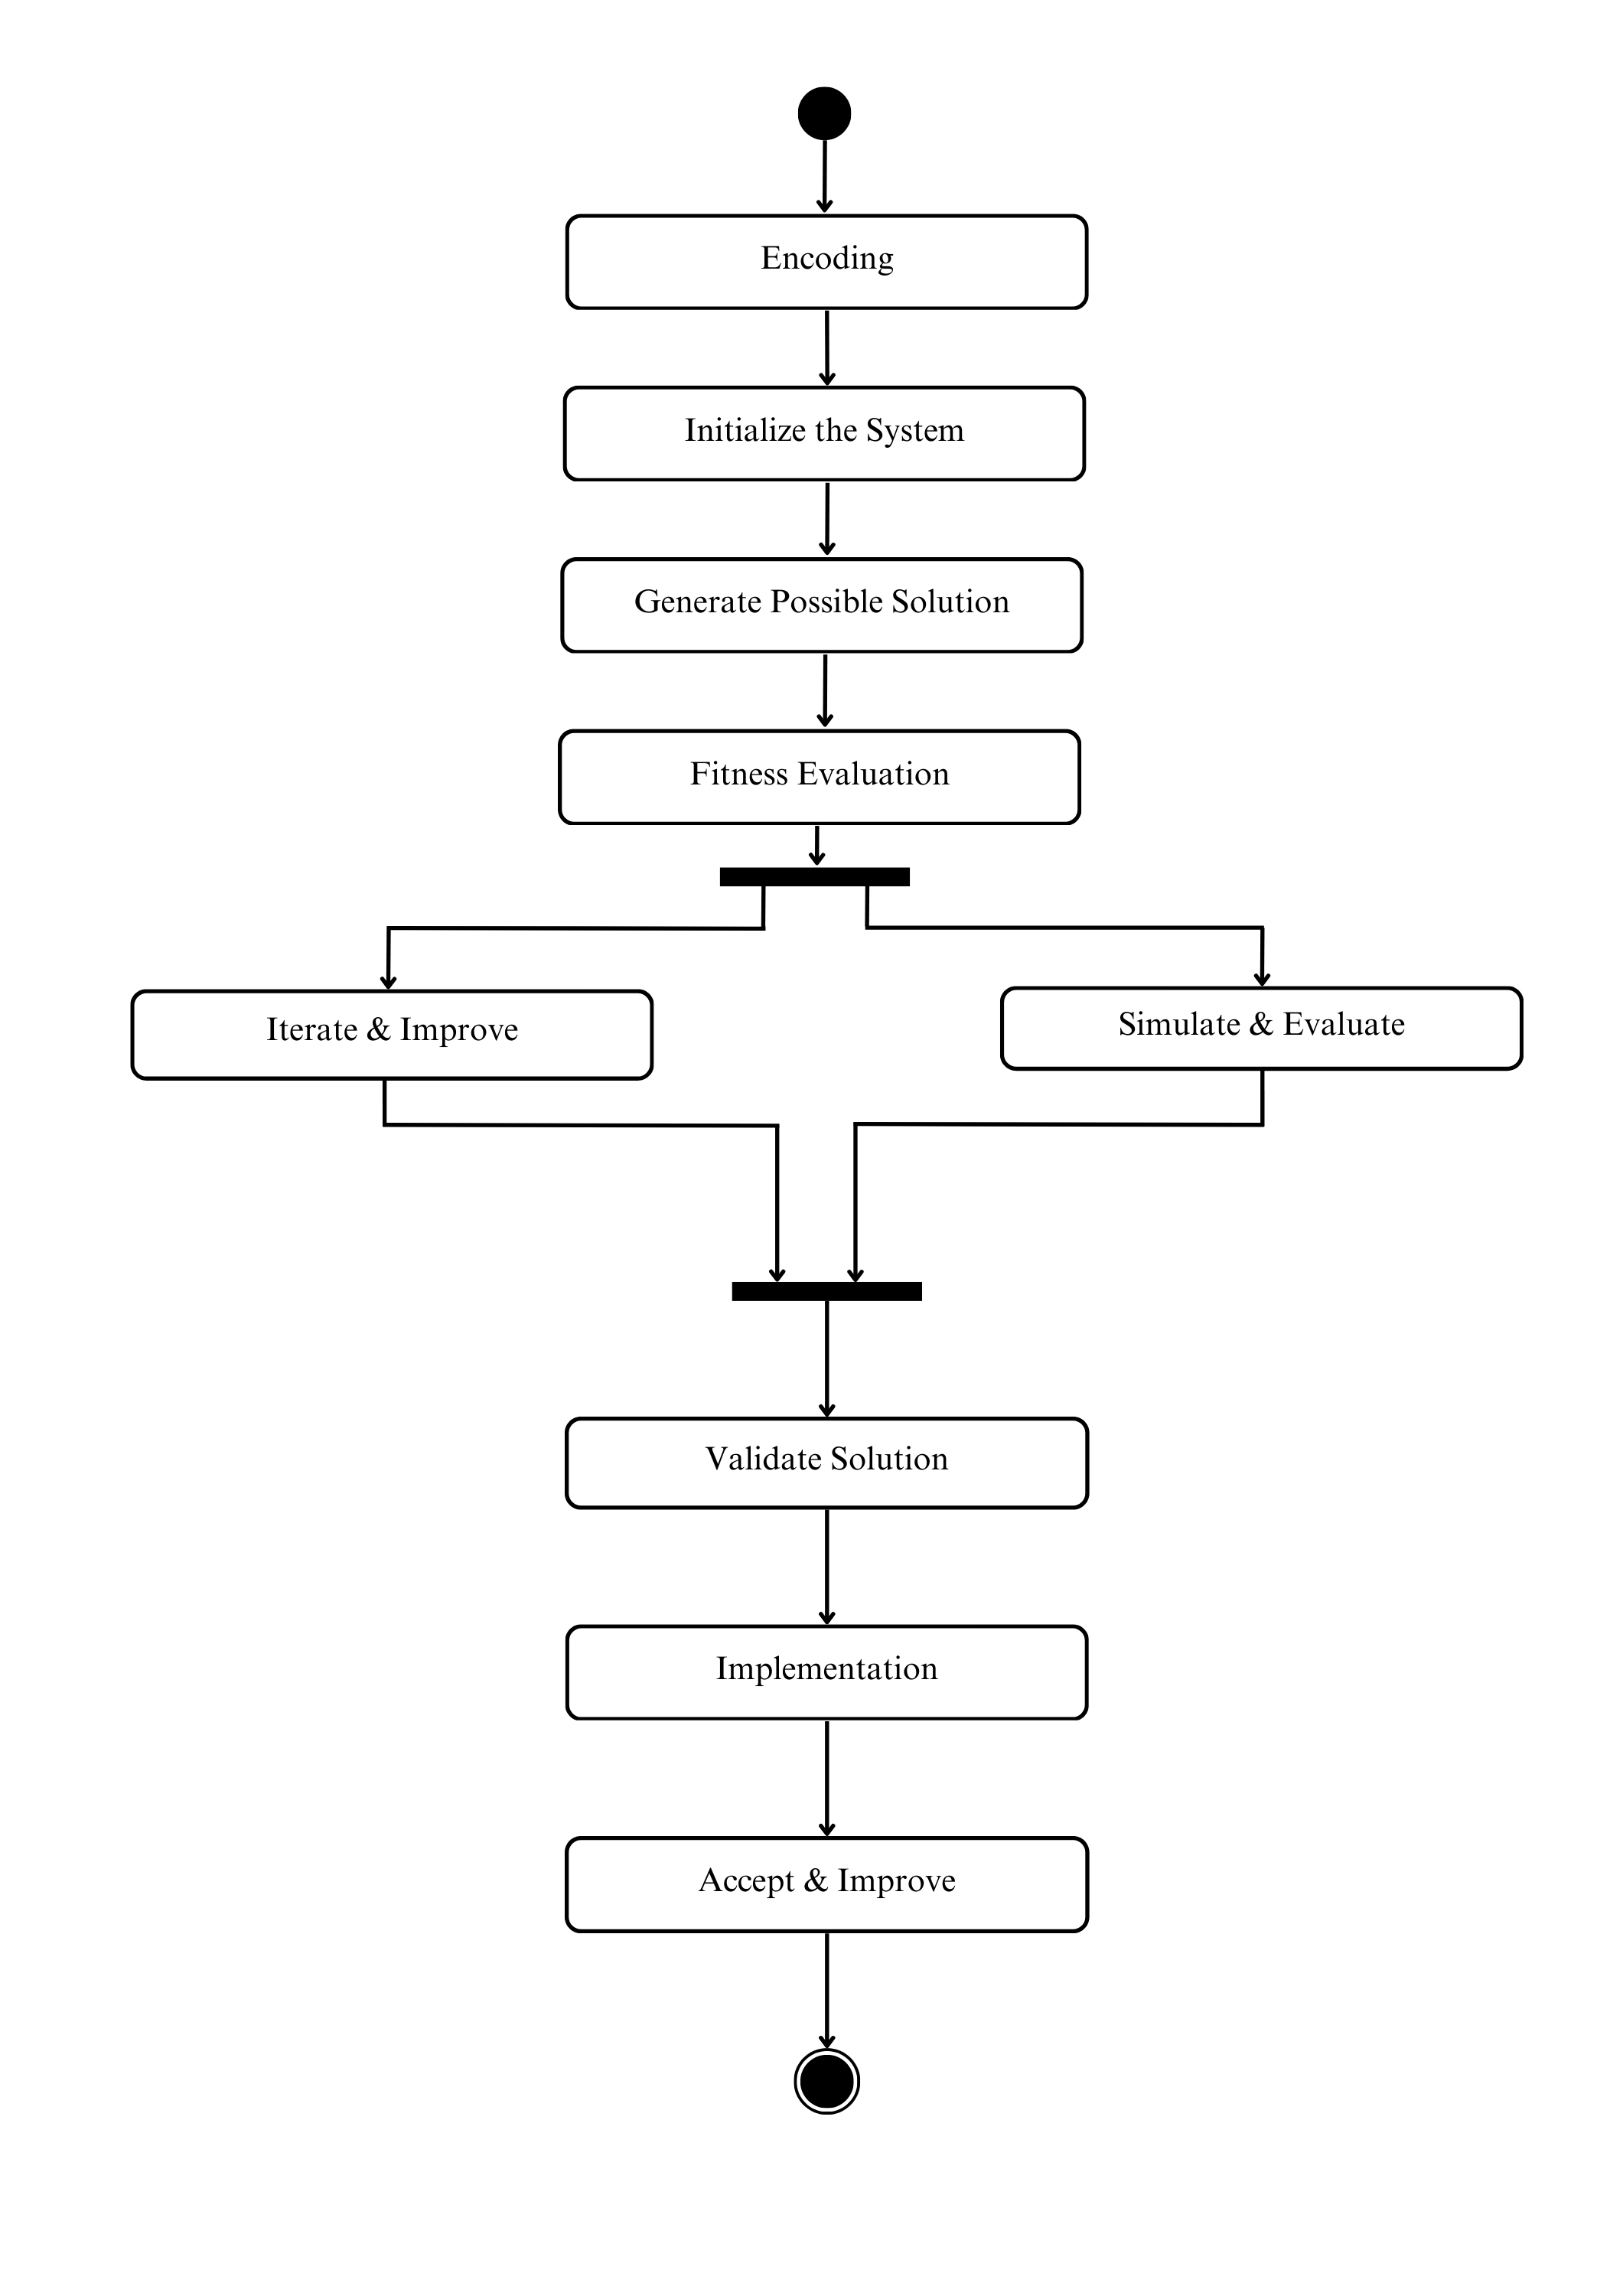 Encoding
Initialize the System
Generate Possible Solution
Fitness Evaluation
Iterate & Improve
Simulate & Evaluate
Validate Solution
Implementation
Accept & Improve